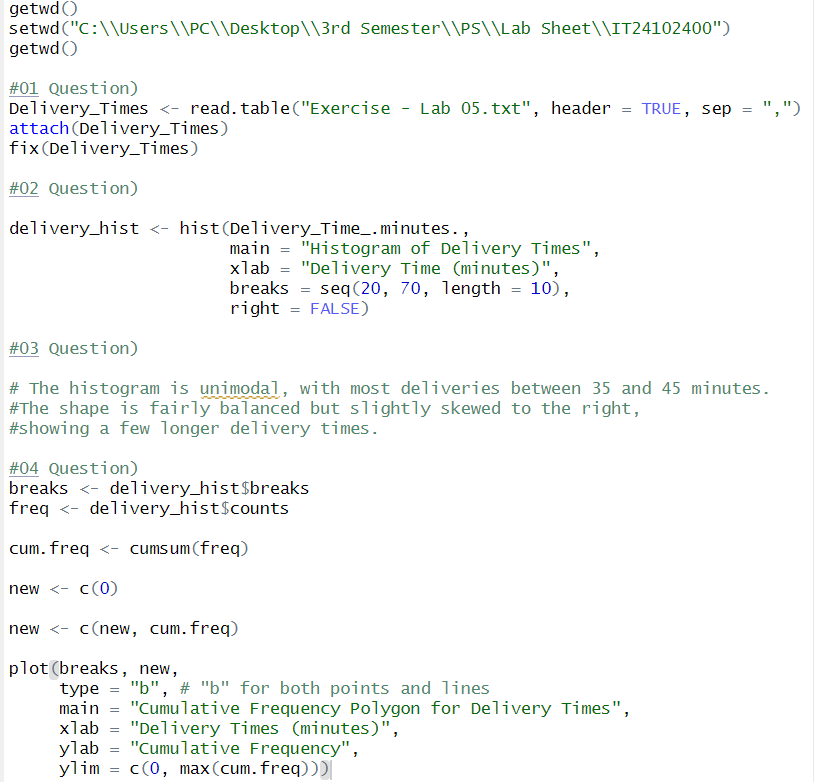 getwd()
setwd("C:\\Users\\PC\\Desktop\\3rd Semester\\PS\\Lab Sheet\\IT24102400")
getwd()
#01 Question)
Delivery_Times <- read.table("Exercise - Lab 05.txt", header = TRUE, sep = ",")
attach(Delivery_Times)
fix(Delivery_Times)
#02 Question)
delivery_hist <- hist(Delivery_Time_.minutes.,
main = "Histogram of Delivery Times",
xlab = "Delivery Time (minutes)",
breaks = seq(20, 70, length = 10),
right = FALSE)
#03 Question)
# The histogram is unimodal, with most deliveries between 35 and 45 minutes.
#The shape is fairly balanced but slightly skewed to the right,
#showing a few longer delivery times.
#04 Question)
breaks <- delivery_hist$breaks
freq <- delivery_hist$counts
cum.freq <- cumsum(freq)
new <- c(0)
new <- c(new, cum.freq)
plot(breaks, new,
type = "b", # "b" for both points and lines
main = "Cumulative Frequency Polygon for Delivery Times",
xlab = "Delivery Times (minutes)",
ylab = "Cumulative Frequency",
ylim = c(0, max(cum.freq)))